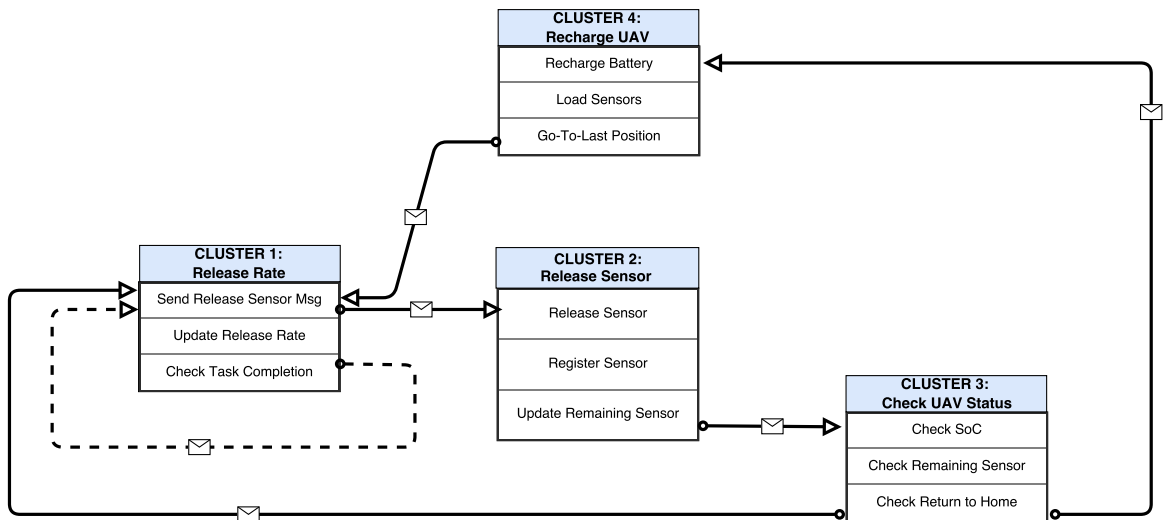 CLUSTER 4:
Recharge UAV
Recharge Battery
Load Sensors
Go-To-Last Position
CLUSTER 1:
Release Rate
Send Release Sensor Msg
Update Release Rate
Check Task Completion
CLUSTER 2:
Release Sensor
Release Sensor
Register Sensor
Update Remaining Sensor
CLUSTER 3:
Check UAV Status
Check SoC
Check Remaining Sensor
Check Return to Home